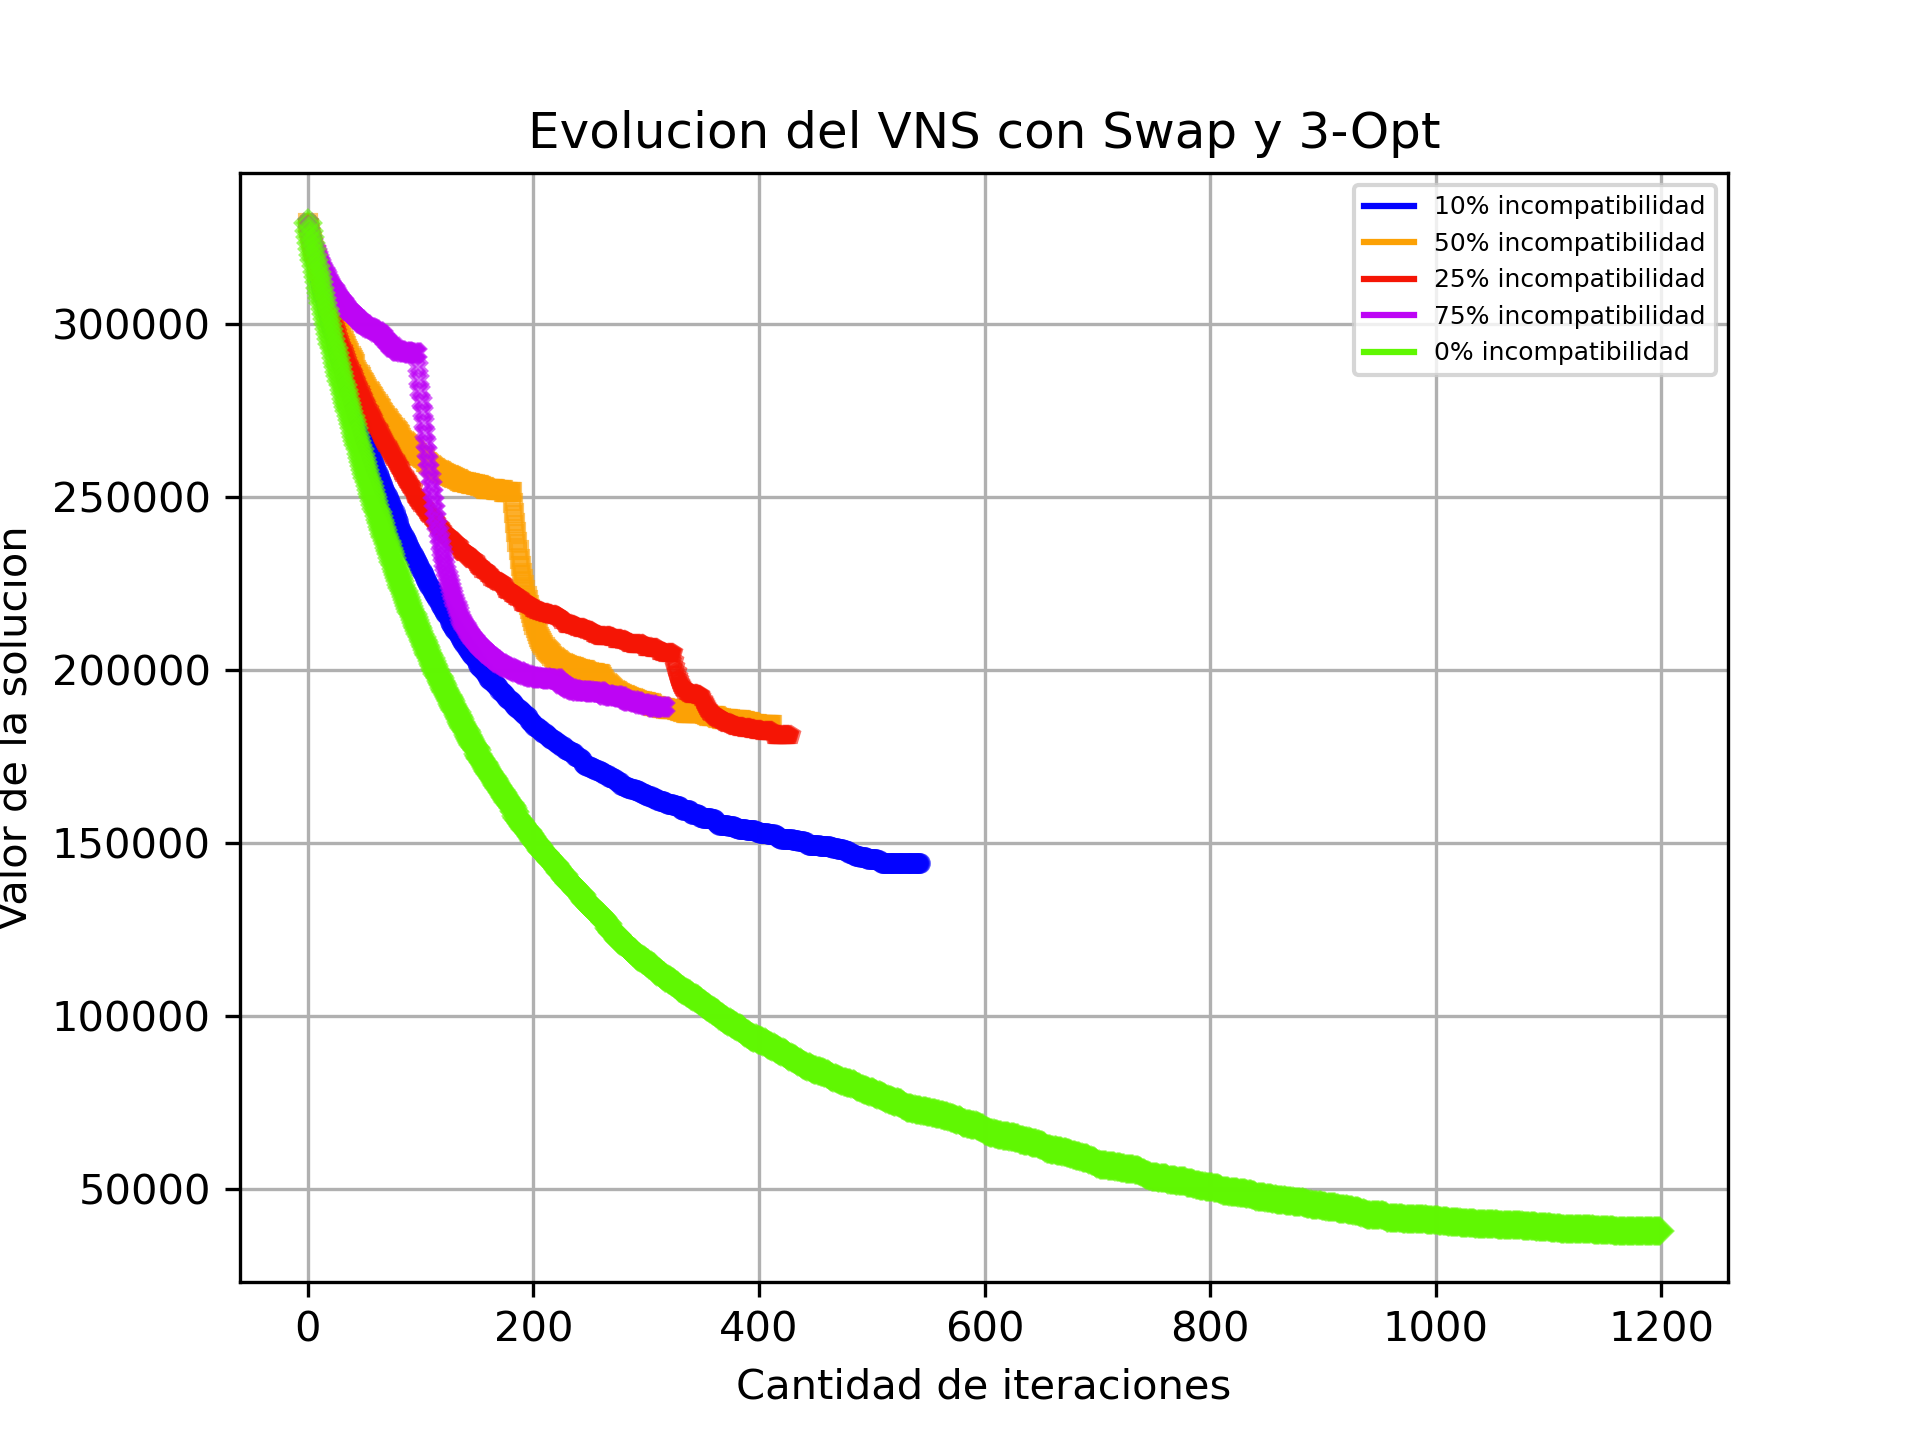 Evolucion del VNS con Swap y 3-Opt
10% incompatibilidad
50% incompatibilidad
25% incompatibilidad
75% incompatibilidad
0% incompatibilidad
Valor de la solucion
300000
250000
200000
150000
100000
50000
0 200 400 600 800 1000 1200
Cantidad de iteraciones